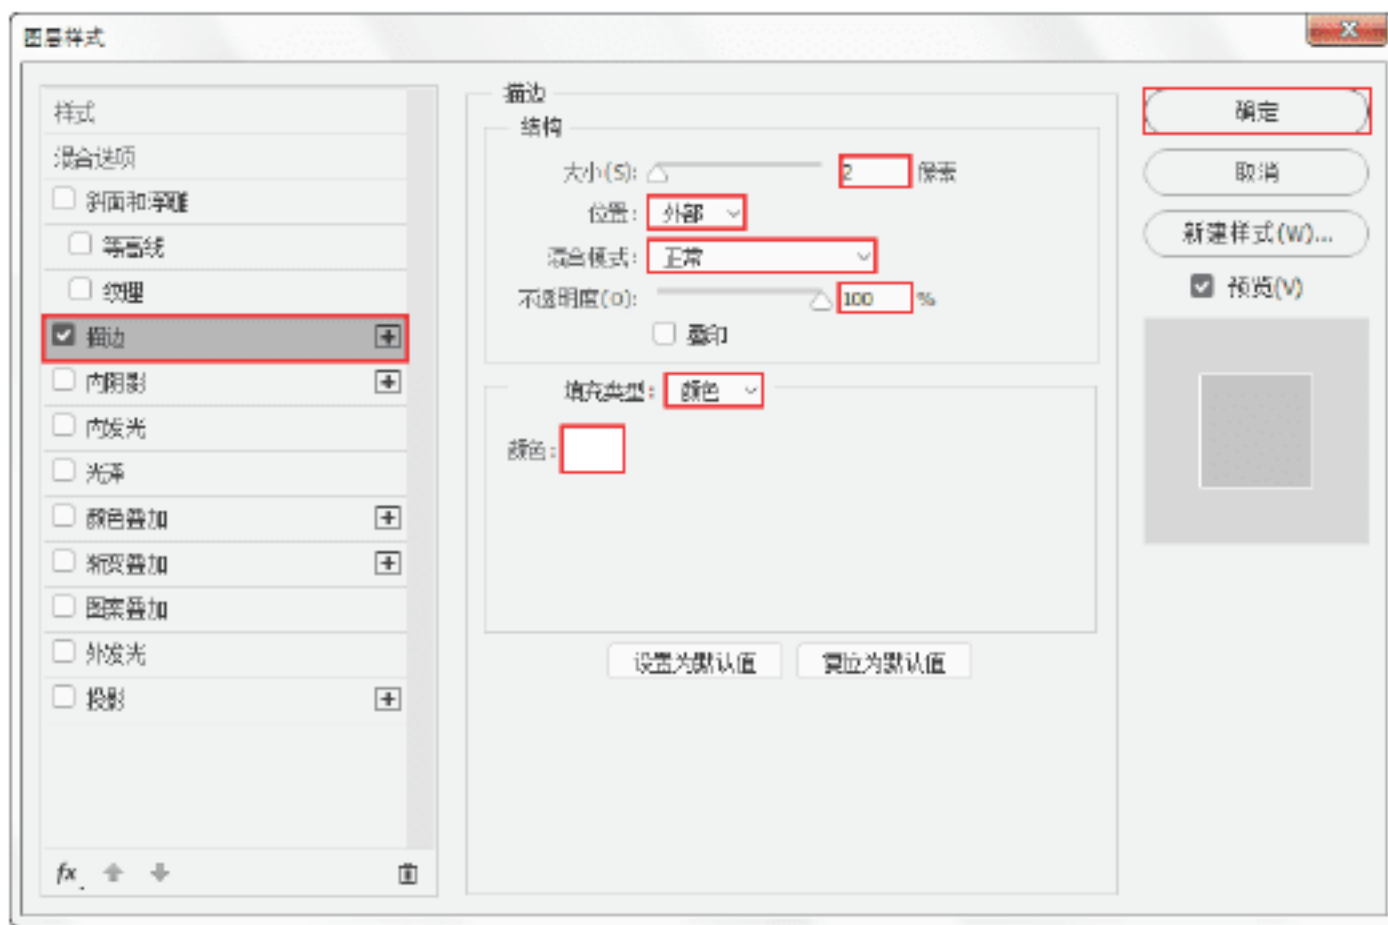 图层样式
样式
混合选项
斜面和浮雕
等高线
纹理
描边
内阴影
内发光
光泽
颜色叠加
渐变叠加
图案叠加
外发光
投影
fx
描边
结构
大小(S): 2 像素
位置: 外部
混合模式: 正常
不透明度(O): 100 %
叠印
填充类型: 颜色
颜色:
设置为默认值 复位为默认值
确定
取消
新建样式(W)...
预览(V)